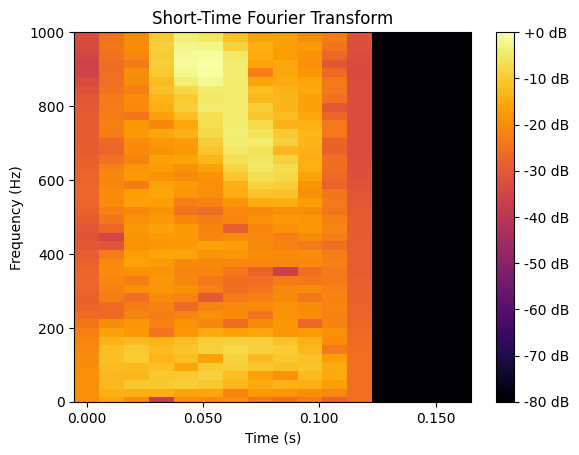 Short-Time Fourier Transform
1000
800
600
400
200
0
Frequency (Hz)
0.000
0.050
0.100
0.150
Time (s)
+0 dB
-10 dB
-20 dB
-30 dB
-40 dB
-50 dB
-60 dB
-70 dB
-80 dB